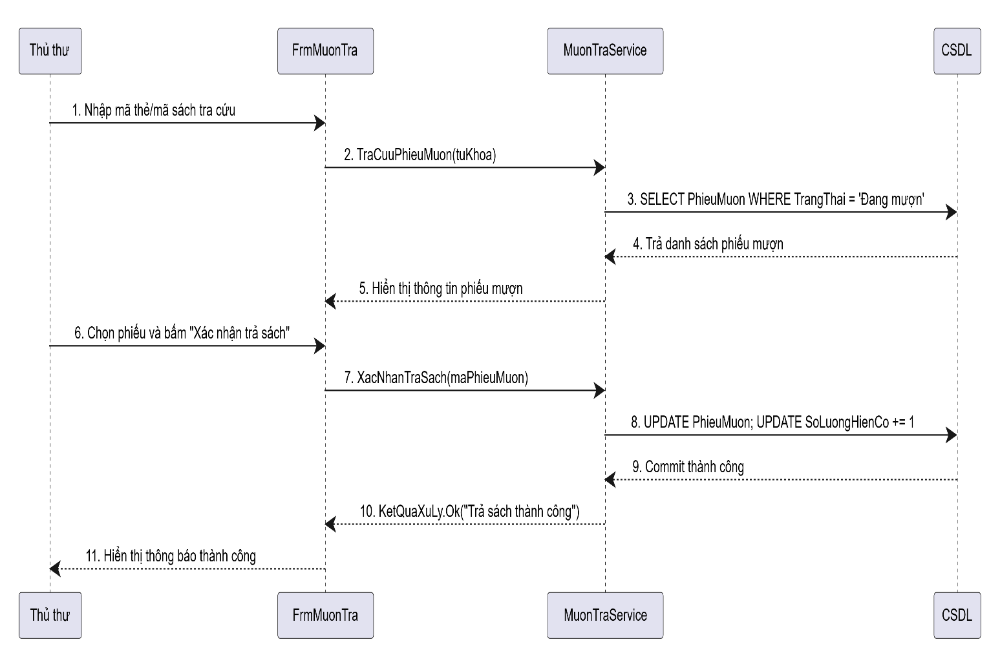 Thủ thư
FrmMuonTra
MuonTraService
CSDL
1. Nhập mã thẻ/mã sách tra cứu
2. TraCuuPhieuMuon(tuKhoa)
3. SELECT PhieuMuon WHERE TrangThai = 'Đang mượn'
4. Trả danh sách phiếu mượn
5. Hiển thị thông tin phiếu mượn
6. Chọn phiếu và bấm "Xác nhận trả sách"
7. XacNhanTraSach(maPhieuMuon)
8. UPDATE PhieuMuon; UPDATE SoLuongHienCo += 1
9. Commit thành công
10. KetQuaXuLy.Ok("Trả sách thành công")
11. Hiển thị thông báo thành công
Thủ thư
FrmMuonTra
MuonTraService
CSDL